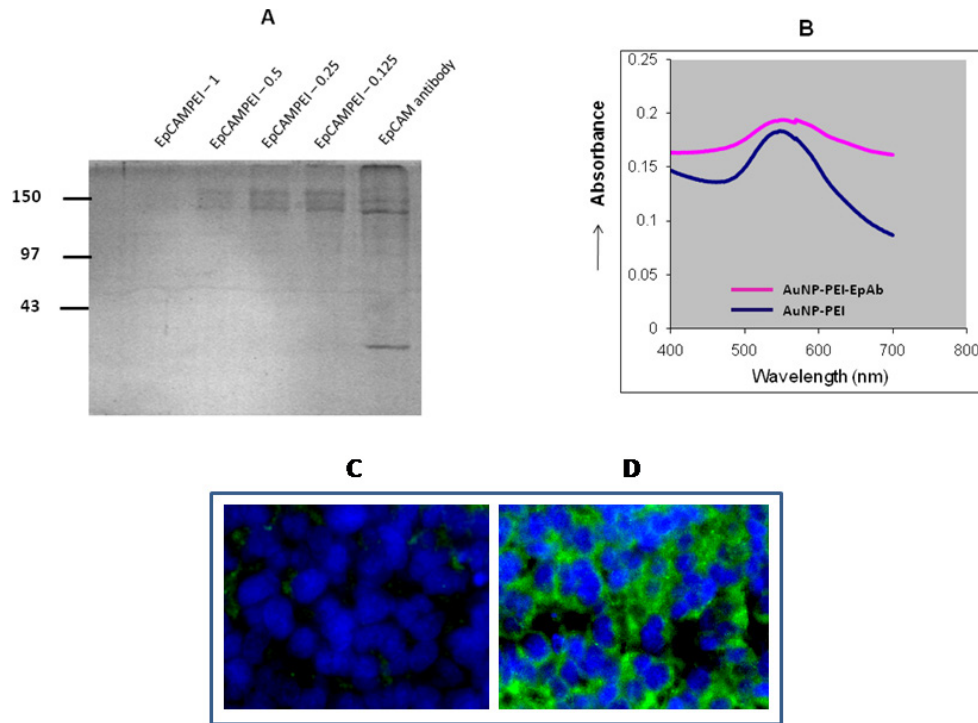 A
EpCAMPEI – 1
EpCAMPEI – 0.5
EpCAMPEI – 0.25
EpCAMPEI – 0.125
EpCAM antibody
150
97
43
B
0.25
0.2
0.15
0.1
0.05
0
Absorbance
AuNP-PEI-EpAb
AuNP-PEI
400 500 600 700 800
Wavelength (nm)
C D